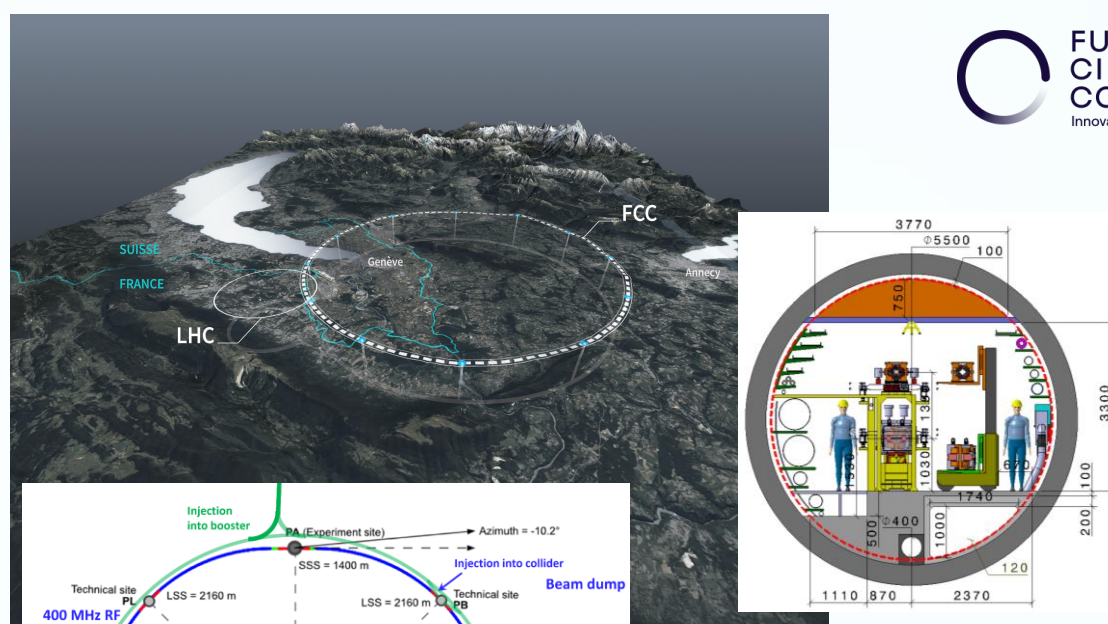 FU
CI
CO
Innova
FCC
SUISSE
FRANCE
Genève
Annecy
LHC
3770
∅5500
100
750
3300
1030
670
1740
100
200
500
∅400
1000
120
1110
870
2370
Injection
into booster
PA (Experiment site)
Azimuth = -10.2°
SSS = 1400 m
Injection into collider
Beam dump
Technical site
PL
LSS = 2160 m
LSS = 2160 m
Technical site
PB
400 MHz RF